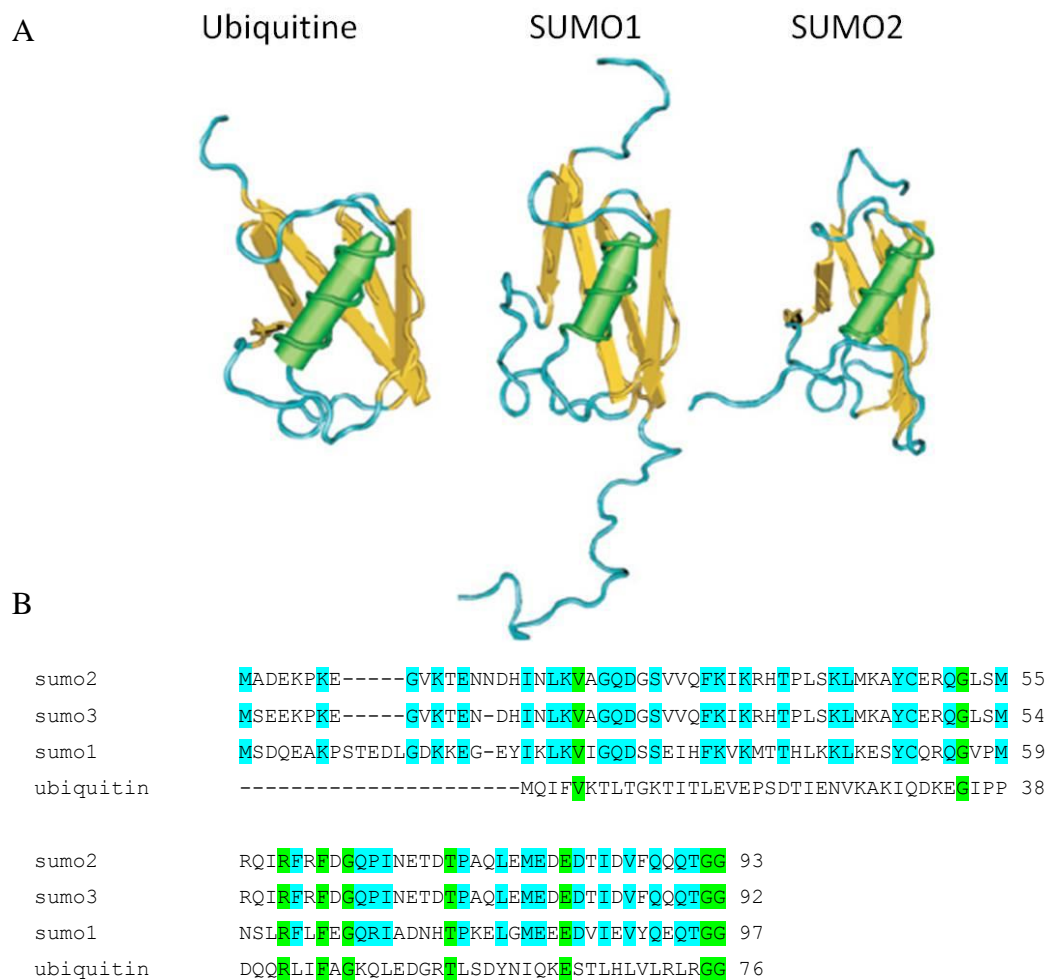 A
Ubiquitine SUMO1 SUMO2
B
sumo2 MADEKPKE-----GVKTENNDHINLKVAGQDGSVVQFKIKRHTPLSKLMKAYCERQGLSM 55
sumo3 MSEEKPKE-----GVKTEN-DHINLKVAGQDGSVVQFKIKRHTPLSKLMKAYCERQGLSM 54
sumo1 MSDQEAKPSTEDLGDKKEG-EYIKLKVIGQDSSEIHFKVKMTTHLKKLKESYCQRQGVPM 59
ubiquitin ----------------------MQIFVKTLTGKTITLEVEPSDTIENVKAKIQDKEGIPP 38
sumo2 RQIRFRFDGQPINETDTPAQLEMEDEDTIDVFQQQTGG 93
sumo3 RQIRFRFDGQPINETDTPAQLEMEDEDTIDVFQQQTGG 92
sumo1 NSLRFLFEGQRIADNHTPKELGMEEEDVIEVYQEQTGG 97
ubiquitin DQQRLIFAGKQLEDGRTLSDYNIQKESTLHLVLRLRGG 76